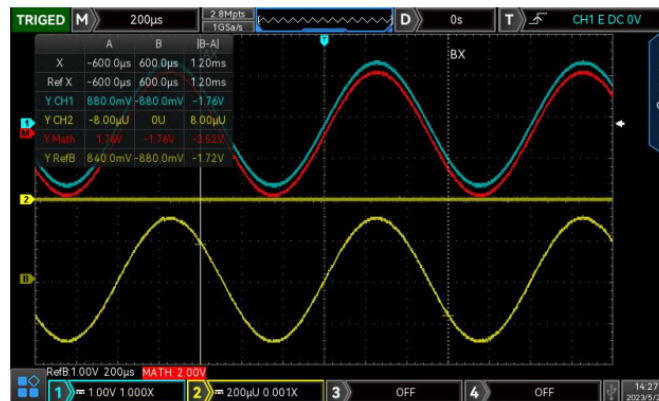 TRIGED M 200μs 2.8Mpts 1GSa/s D 0s T CH1 E DC 0V
A B |B-A|
X -600.0μs 600.0μs 1.20ms
Ref X -600.0μs 600.0μs 1.20ms
Y CH1 880.0mV -880.0mV -1.76V
Y CH2 -8.00μU 0U 8.00μU
Y Math 1.76V -1.76V -3.52V
Y RefB 840.0mV -880.0mV -1.72V
BX
T
1
M
2
B
RefB:1.00V 200μs MATH: 2.00V
1 1.00V 1.000X 2 200μU 0.001X 3 OFF 4 OFF
14:27